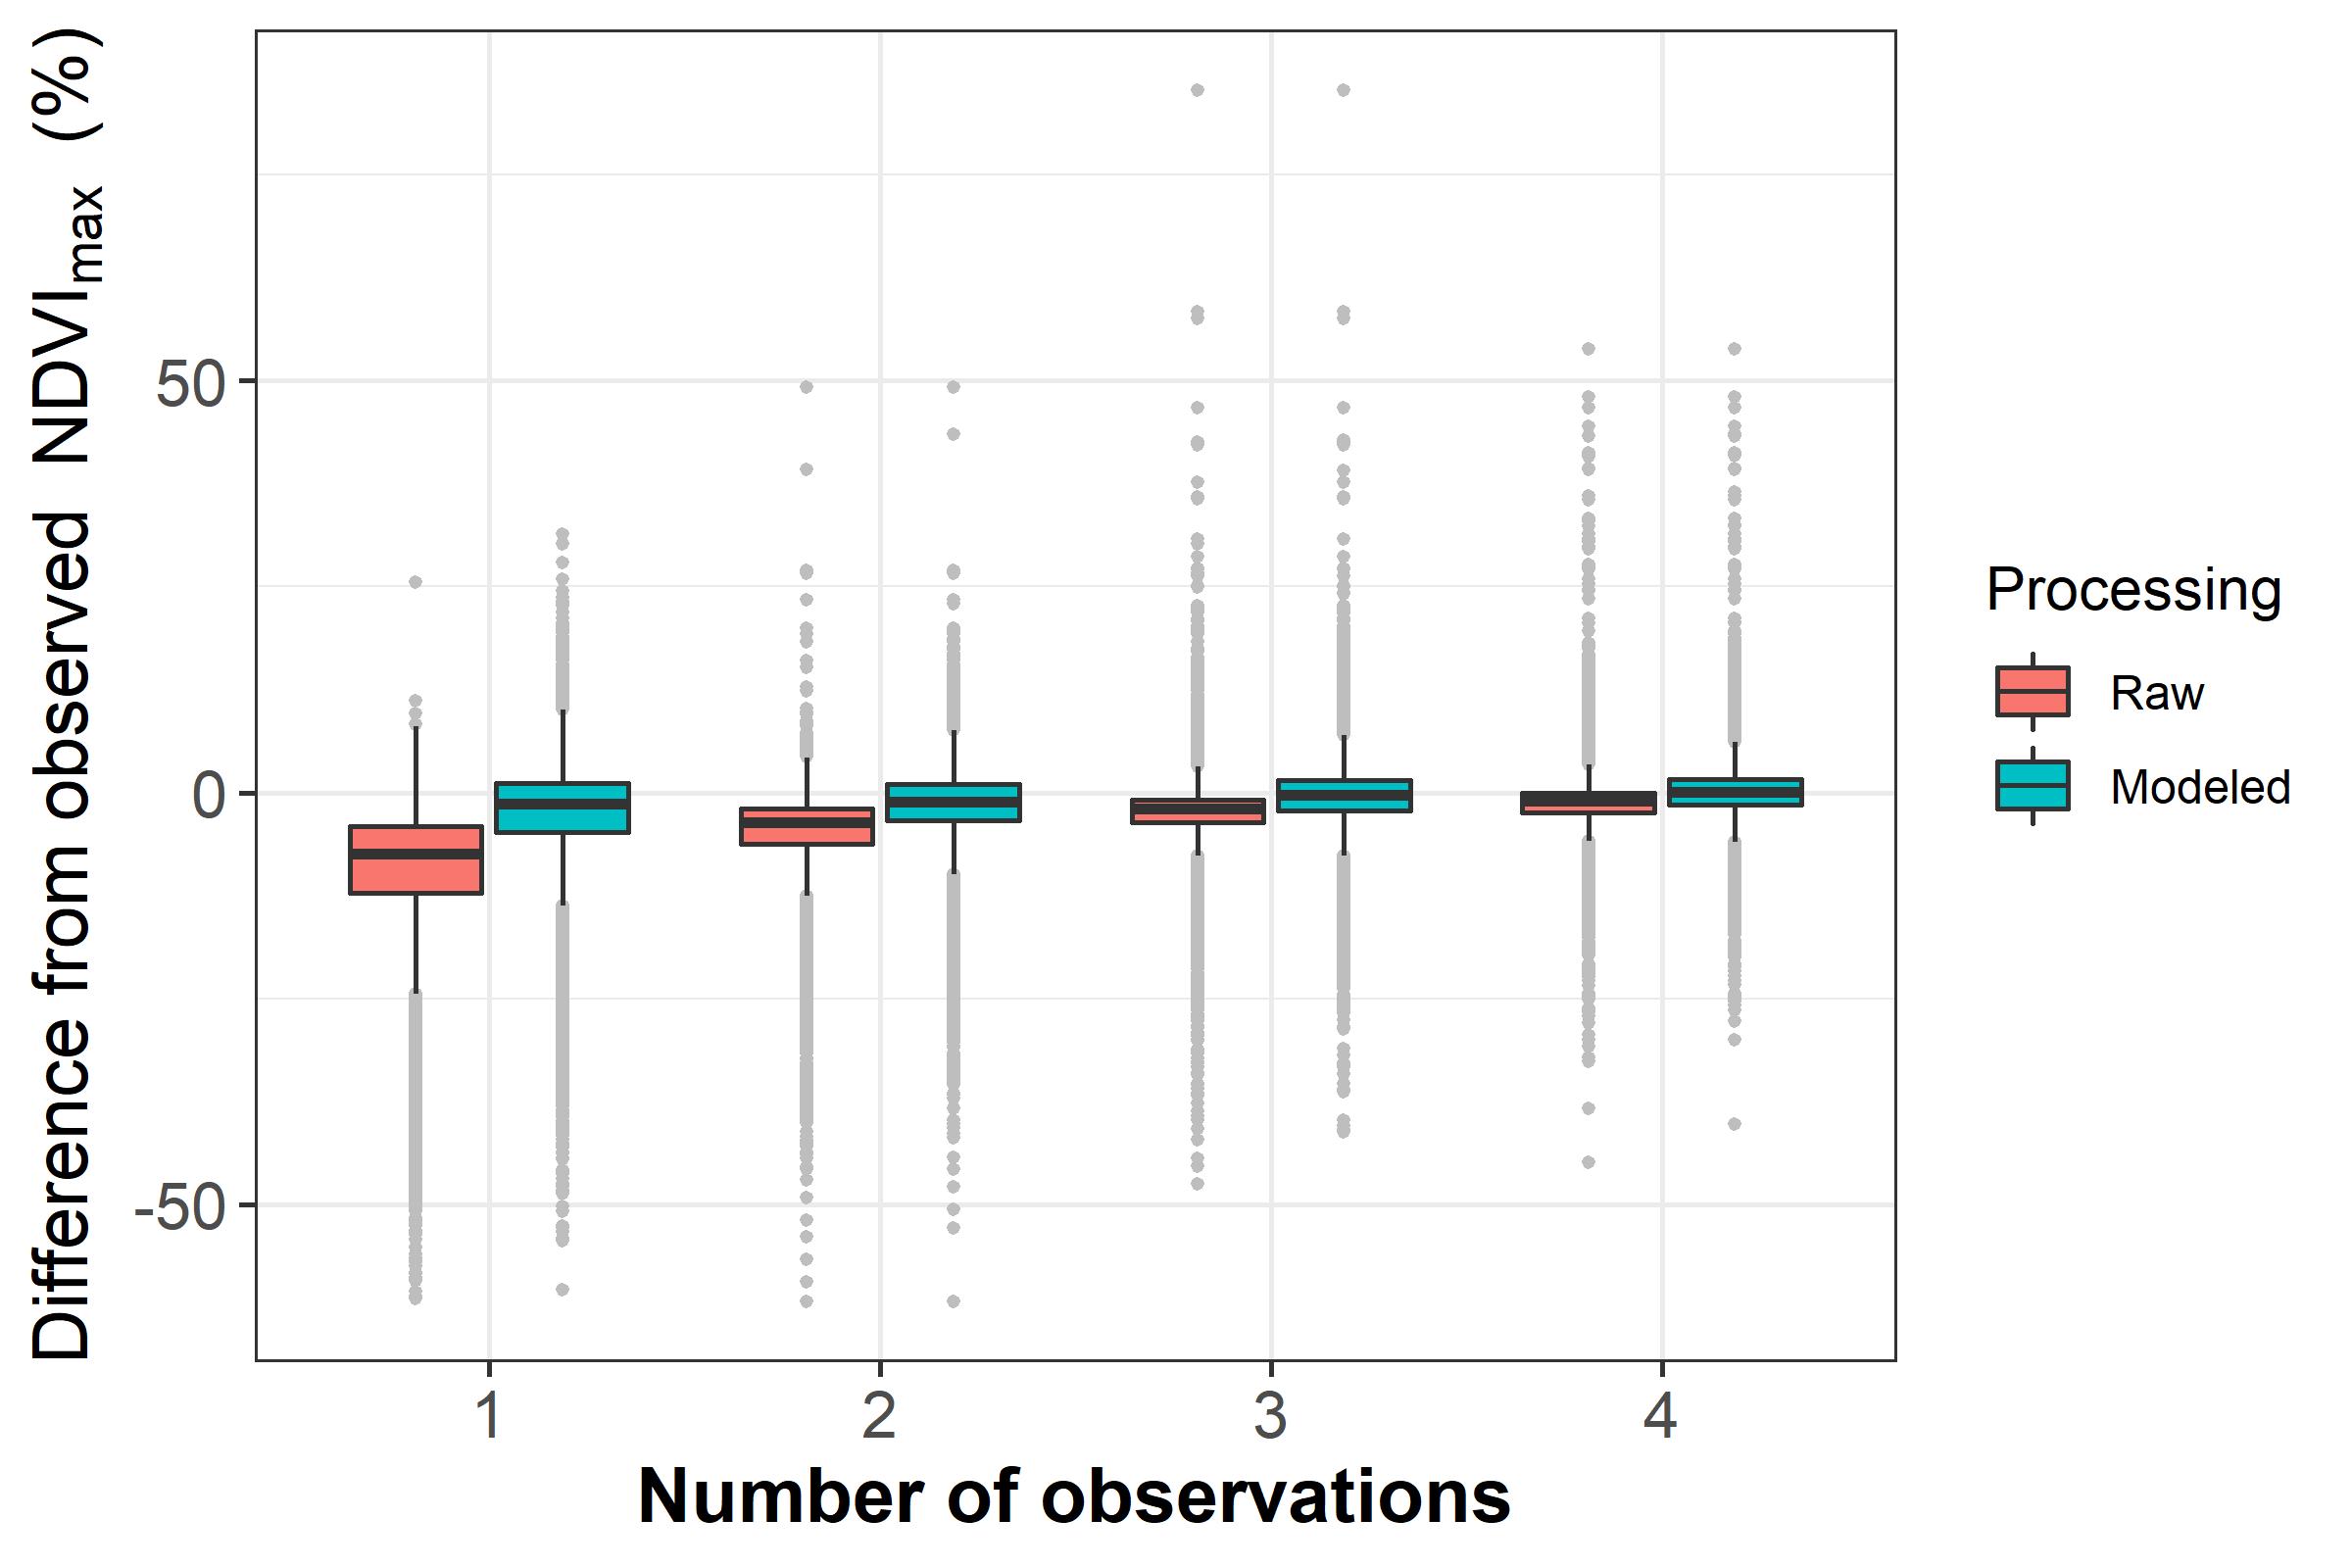 Difference from observed NDVImax (%)
50
0
-50
1
2
3
4
Number of observations
Processing
Raw
Modeled